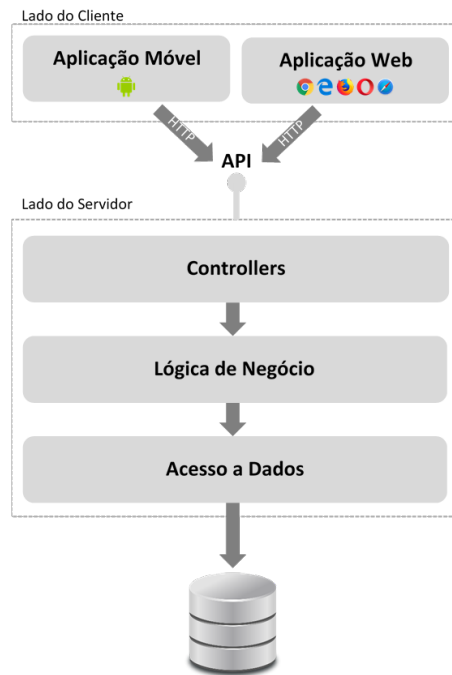 Lado do Cliente
Aplicação Móvel
Aplicação Web
HTTP
HTTP
API
Lado do Servidor
Controllers
Lógica de Negócio
Acesso a Dados